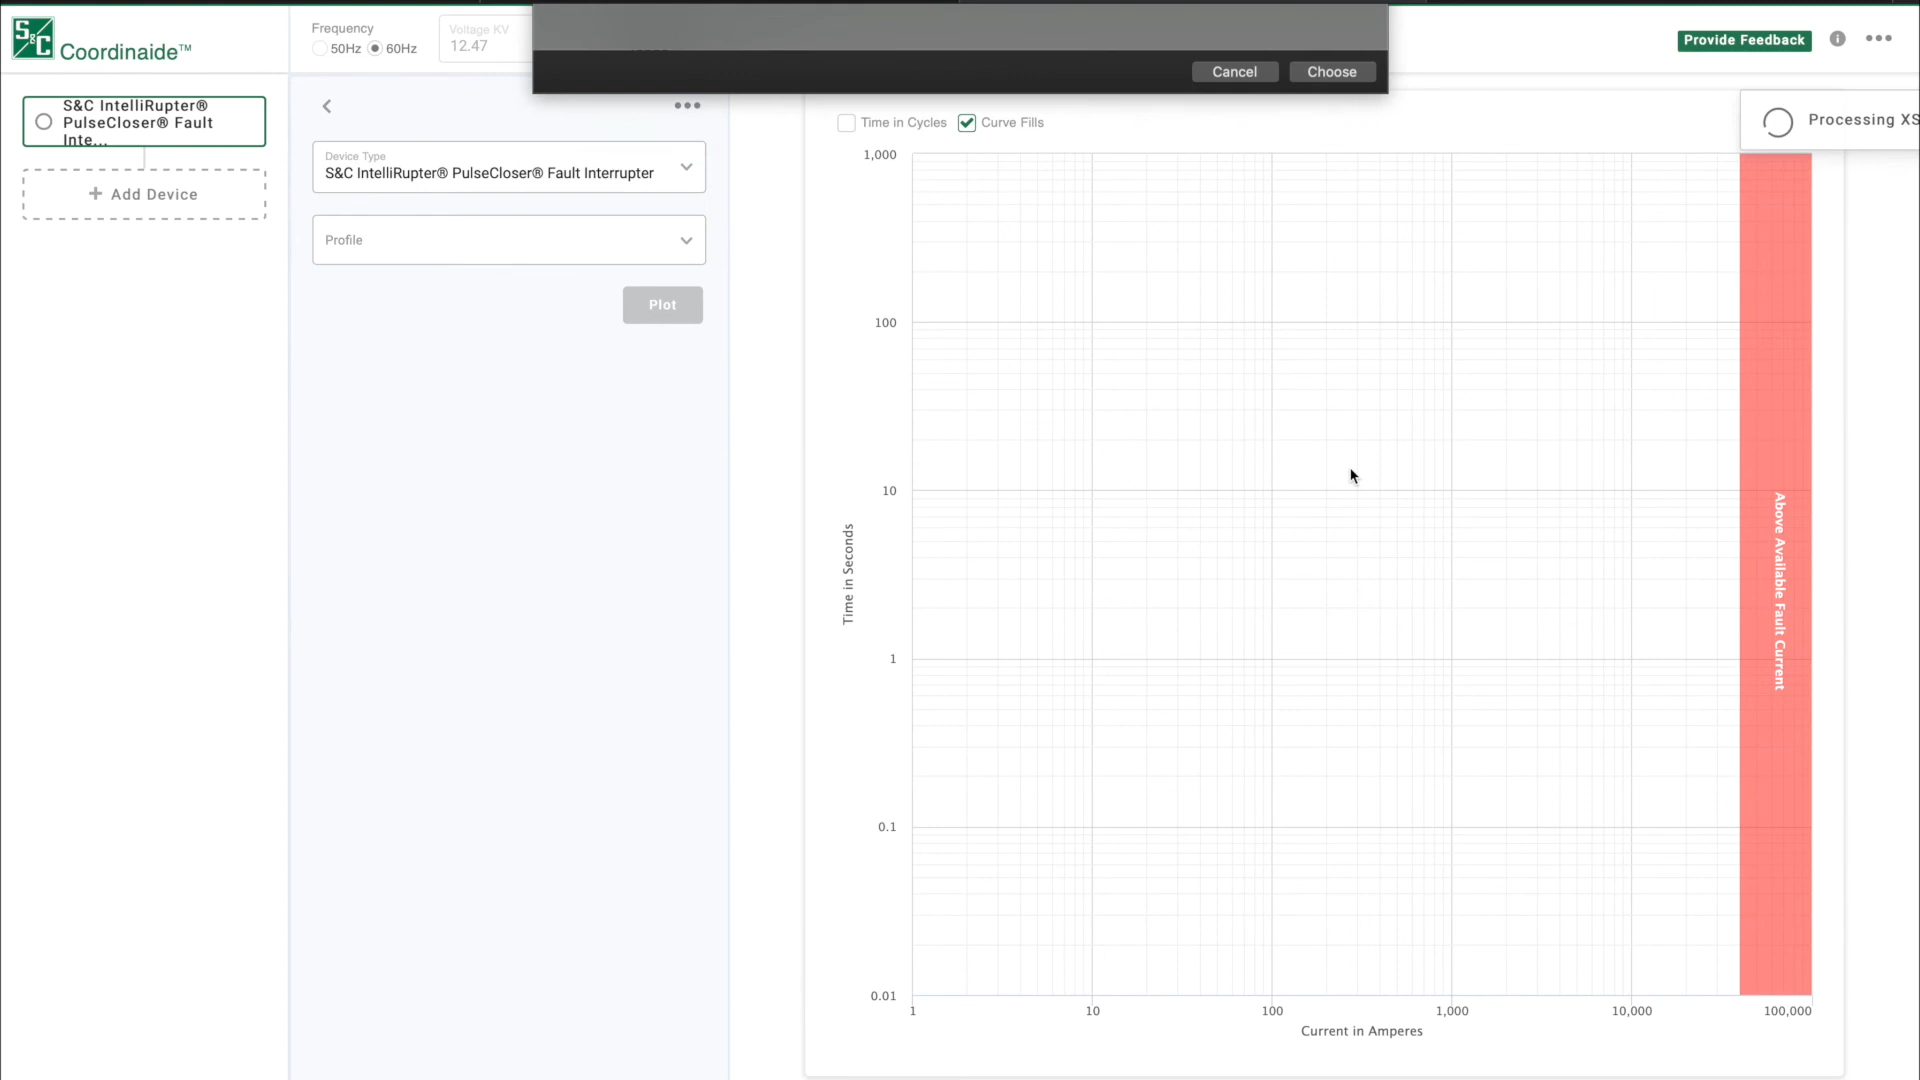 S&C
Coordinaide™
Frequency
50Hz
60Hz
Voltage KV
12.47
Cancel
Choose
Provide Feedback
S&C IntelliRupter®
PulseCloser® Fault
Inte...
+ Add Device
Device Type
S&C IntelliRupter® PulseCloser® Fault Interrupter
Profile
Plot
Time in Cycles
Curve Fills
Processing XS
1,000
100
10
1
0.1
0.01
Time in Seconds
Above Available Fault Current
1
10
100
1,000
10,000
100,000
Current in Amperes